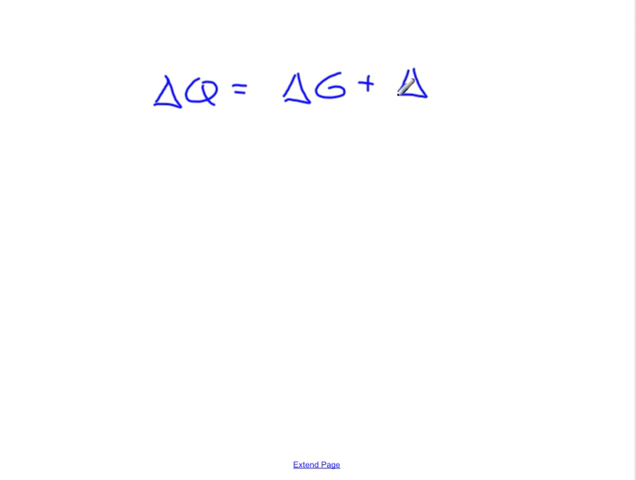 ΔQ = ΔG + Δ
Extend Page